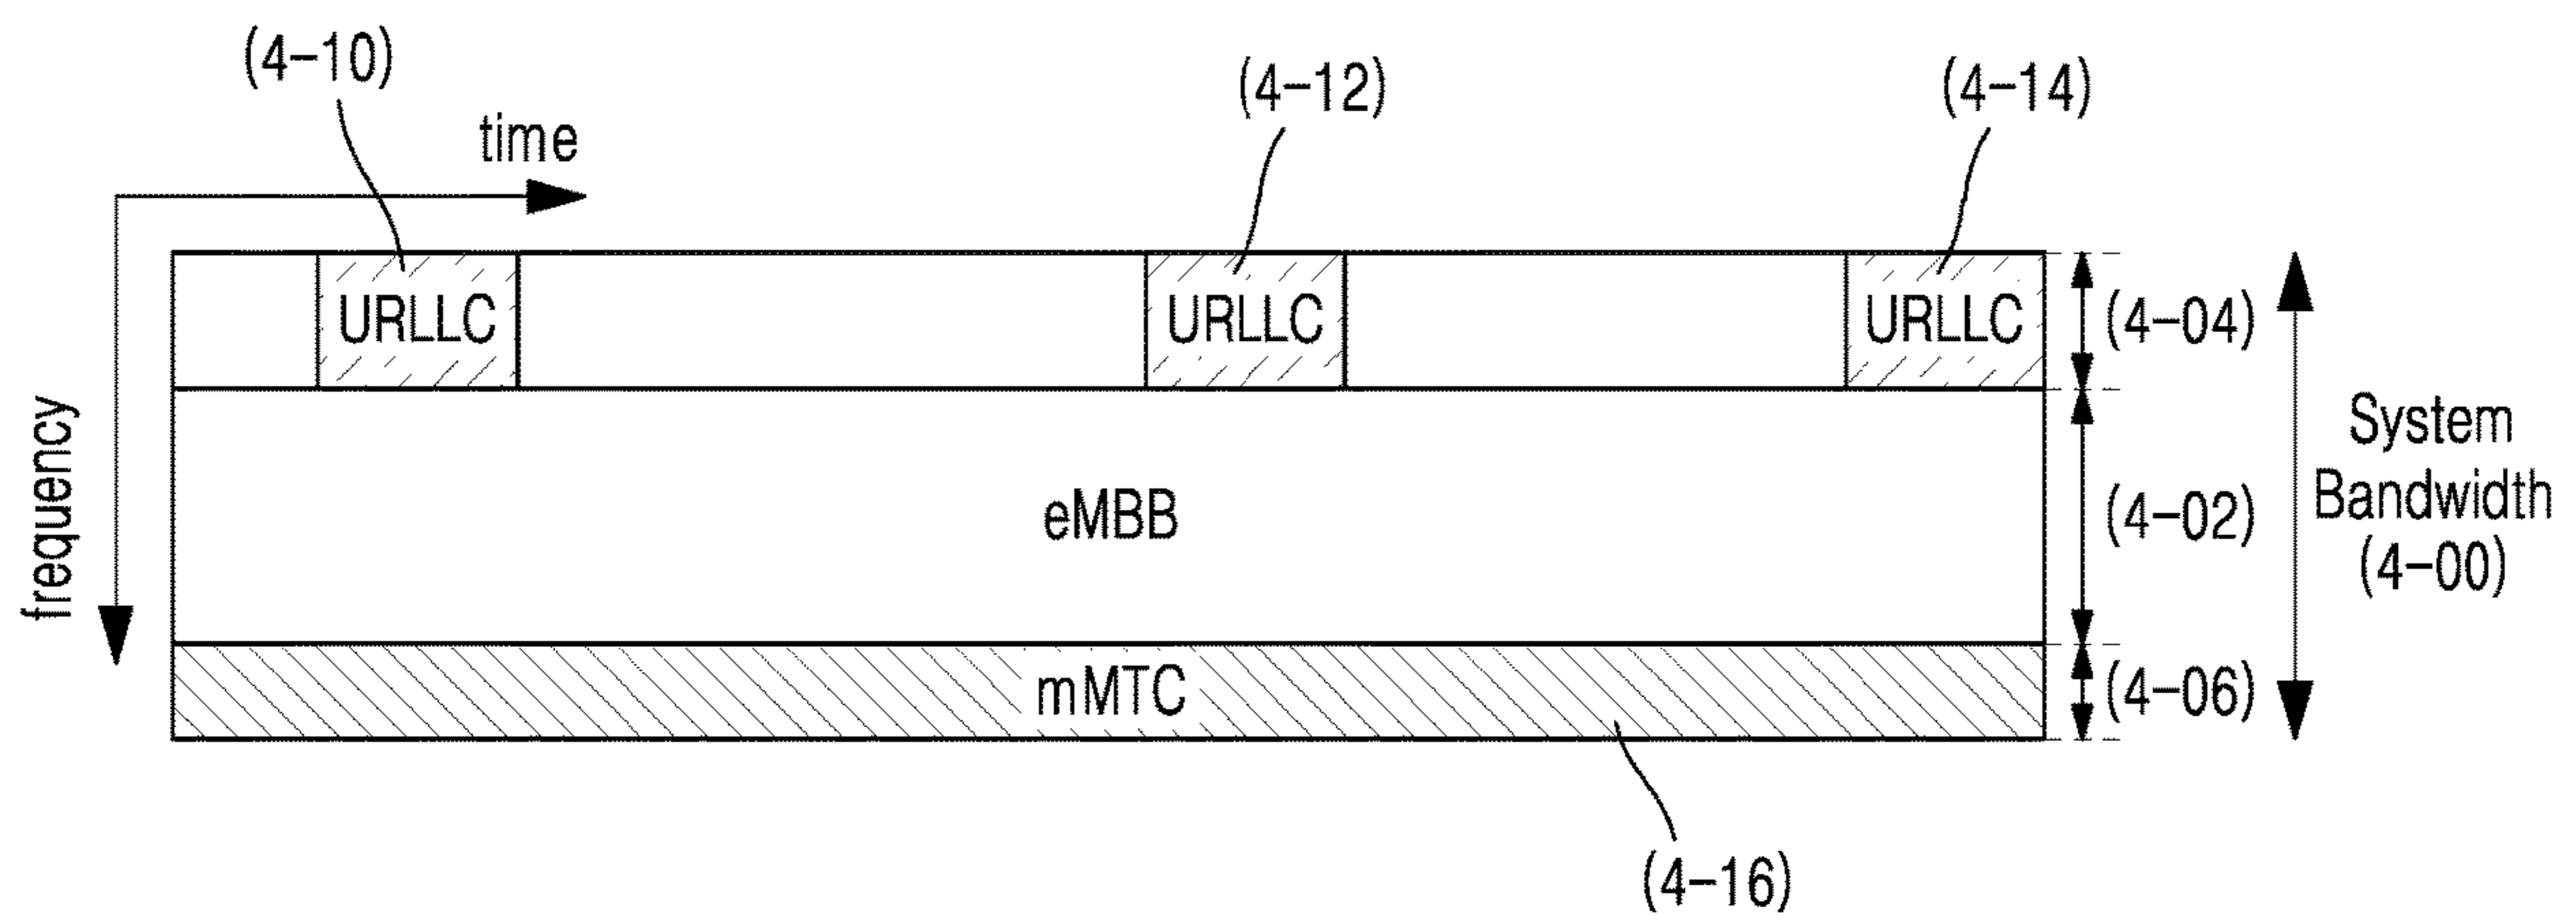 (4-10)
(4-12)
(4-14)
time
URLLC
URLLC
URLLC
(4-04)
frequency
eMBB
(4-02)
System
Bandwidth
(4-00)
mMTC
(4-06)
(4-16)